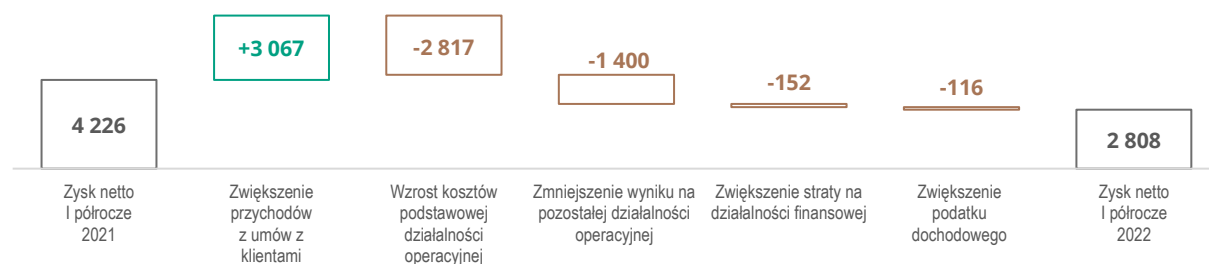 +3 067
-2 817
-1 400
-152
-116
4 226
2 808
Zysk netto
I półrocze
2021
Zwiększenie
przychodów
z umów z
klientami
Wzrost kosztów
podstawowej
działalności
operacyjnej
Zmniejszenie wyniku na
pozostałej działalności
operacyjnej
Zwiększenie straty na
działalności finansowej
Zwiększenie
podatku
dochodowego
Zysk netto
I półrocze
2022